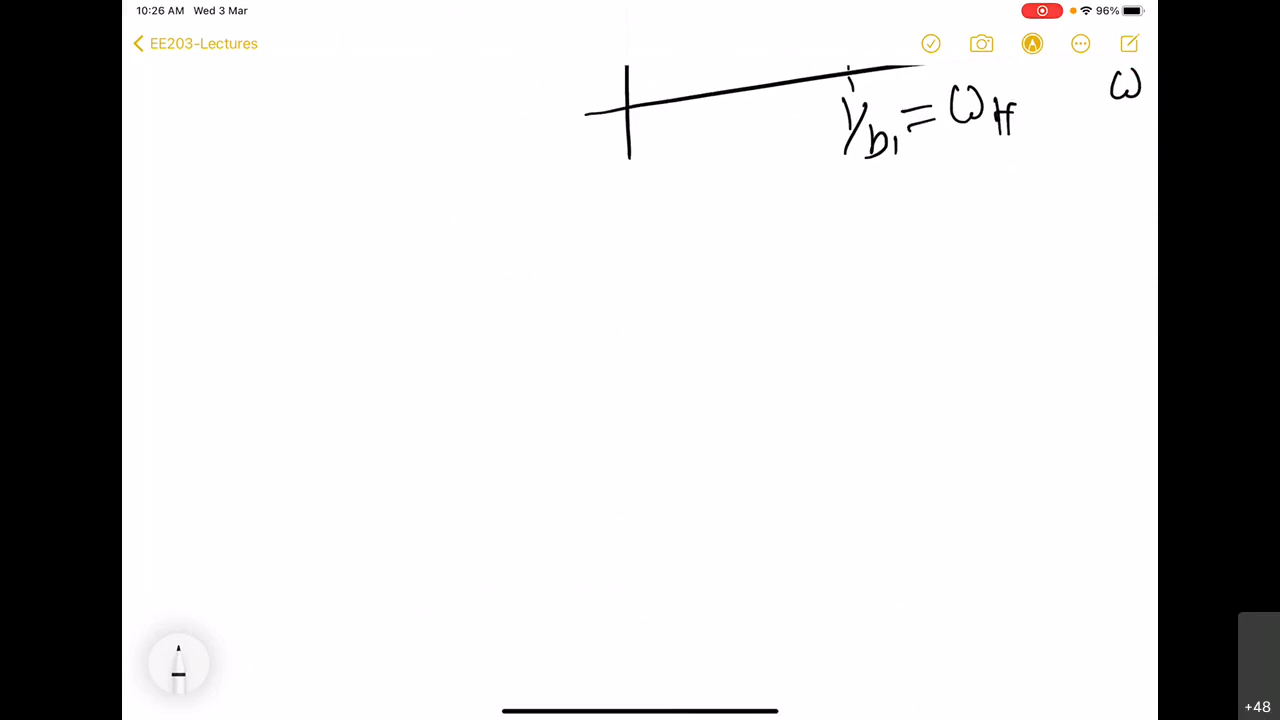 10:26 AM Wed 3 Mar
96%
EE203-Lectures
ω
1/b1 = ωH
+48